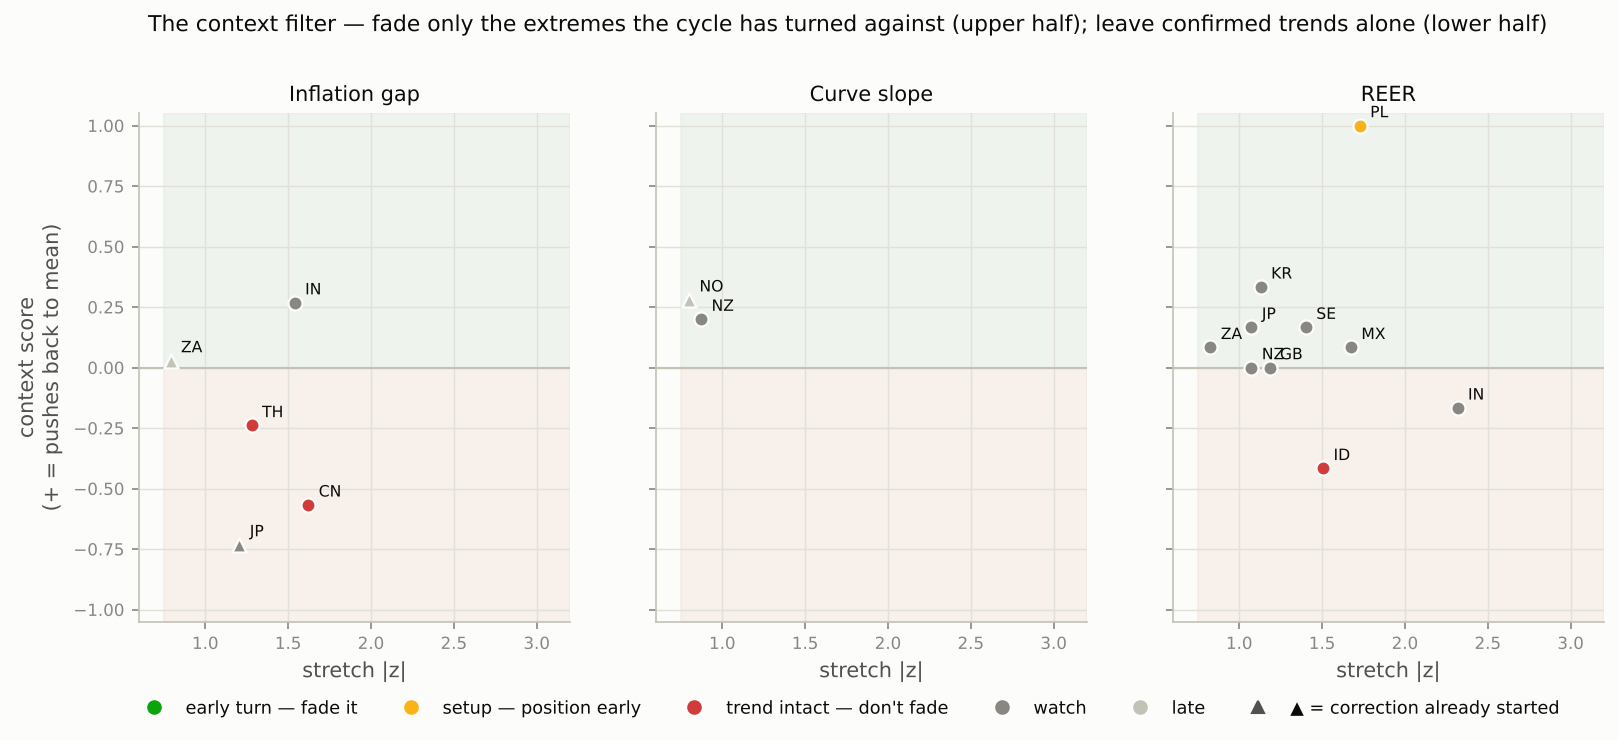 The context filter — fade only the extremes the cycle has turned against (upper half); leave confirmed trends alone (lower half)
Inflation gap
context score
(+ = pushes back to mean)
1.00
0.75
0.50
0.25
0.00
−0.25
−0.50
−0.75
−1.00
IN
ZA
TH
CN
JP
1.0 1.5 2.0 2.5 3.0
stretch |z|
Curve slope
NO
NZ
1.0 1.5 2.0 2.5 3.0
stretch |z|
REER
PL
KR
JP
SE
ZA
MX
NZ
GB
IN
ID
1.0 1.5 2.0 2.5 3.0
stretch |z|
early turn — fade it
setup — position early
trend intact — don't fade
watch
late
▲ = correction already started